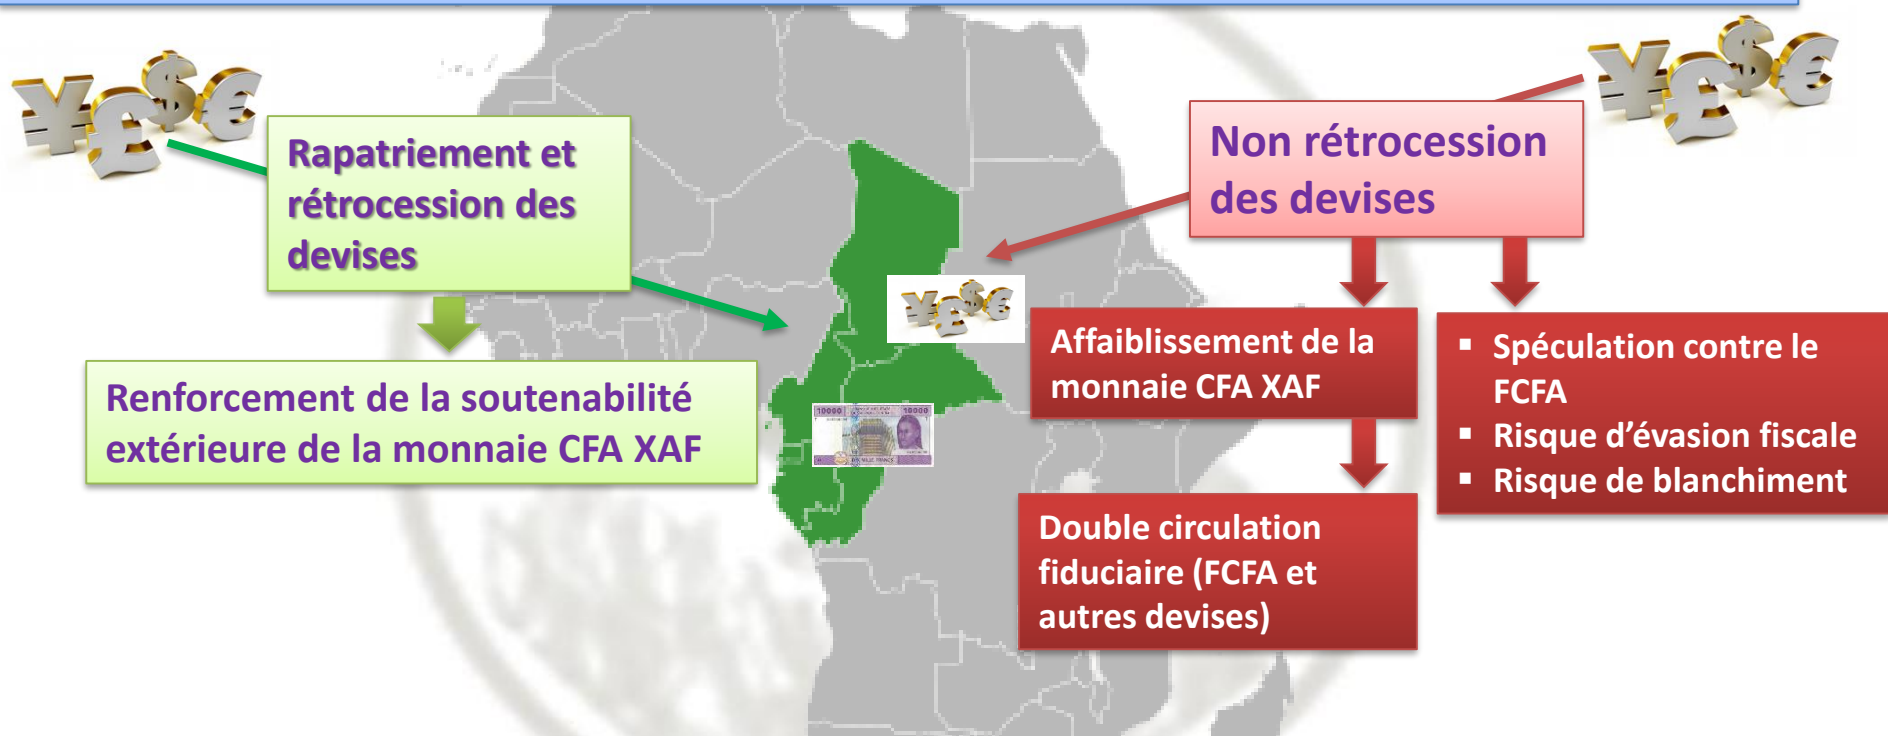 Rapatriement et
rétrocession des
devises
Renforcement de la soutenabilité
extérieure de la monnaie CFA XAF
Non rétrocession
des devises
Affaiblissement de la
monnaie CFA XAF
Double circulation
fiduciaire (FCFA et
autres devises)
▪ Spéculation contre le
FCFA
▪ Risque d'évasion fiscale
▪ Risque de blanchiment
10000
10000